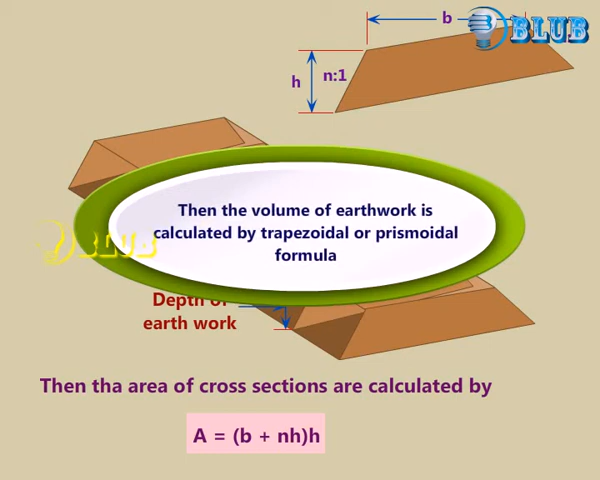 b
BLUB
h
n:1
Then the volume of earthwork is
calculated by trapezoidal or prismoidal
formula
BLUB
Depth of
earth work
Then tha area of cross sections are calculated by
A = (b + nh)h